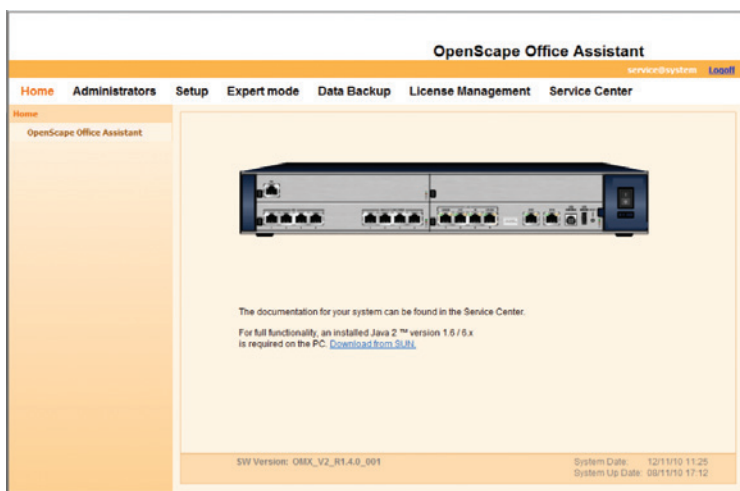 OpenScape Office Assistant
service@system Logoff
Home Administrators Setup Expert mode Data Backup License Management Service Center
Home
OpenScape Office Assistant
The documentation for your system can be found in the Service Center.
For full functionality, an installed Java 2 ™ version 1.6 / 6.x
is required on the PC. Download from SUN.
SW Version: OMX_V2_R1.4.0_001
System Date: 12/11/10 11:25
System Up Date: 08/11/10 17:12